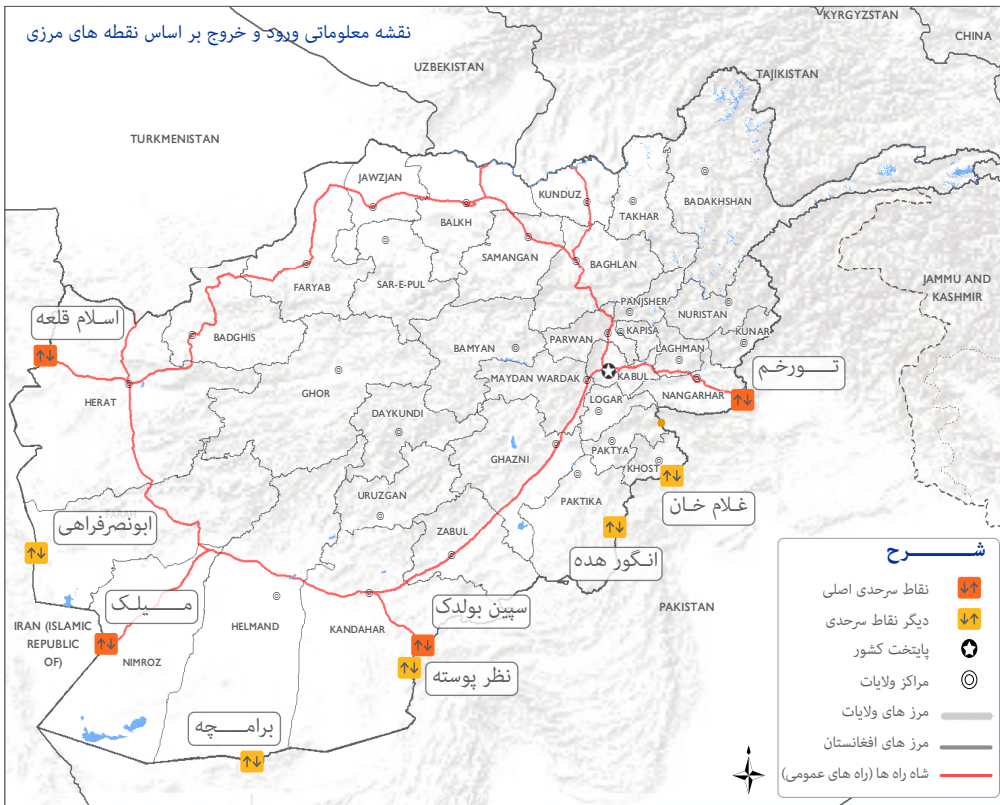 نقشه معلوماتی ورود و خروج بر اساس نقطه های مرزی
KYRGYZSTAN
CHINA
UZBEKISTAN
TAJIKISTAN
TURKMENISTAN
JAWZJAN
BALKH
KUNDUZ
TAKHAR
BADAKHSHAN
SAMANGAN
BAGHLAN
FARYAB
SAR-E-PUL
JAMMU AND
KASHMIR
PANJSHER
NURISTAN
اسلام قلعه
BADGHIS
BAMYAN
PARWAN
KAPISA
KUNAR
LAGHMAN
تـــورخم
HERAT
GHOR
MAYDAN WARDAK
KABUL
NANGARHAR
LOGAR
DAYKUNDI
GHAZNI
PAKTYA
KHOST
URUZGAN
PAKTIKA
غلام خان
ابونصرفراهی
ZABUL
انگور هده
میـــلک
سپین بولدک
PAKISTAN
IRAN (ISLAMIC
REPUBLIC
OF)
HELMAND
KANDAHAR
NIMROZ
نظر پوسته
برامـــچه
شـــــــرح
نقاط سرحدی اصلی
دیگر نقاط سرحدی
پایتخت کشور
مراکز ولایات
مرز های ولایات
مرز های افغانستان
شاه راه ها (راه های عمومی)